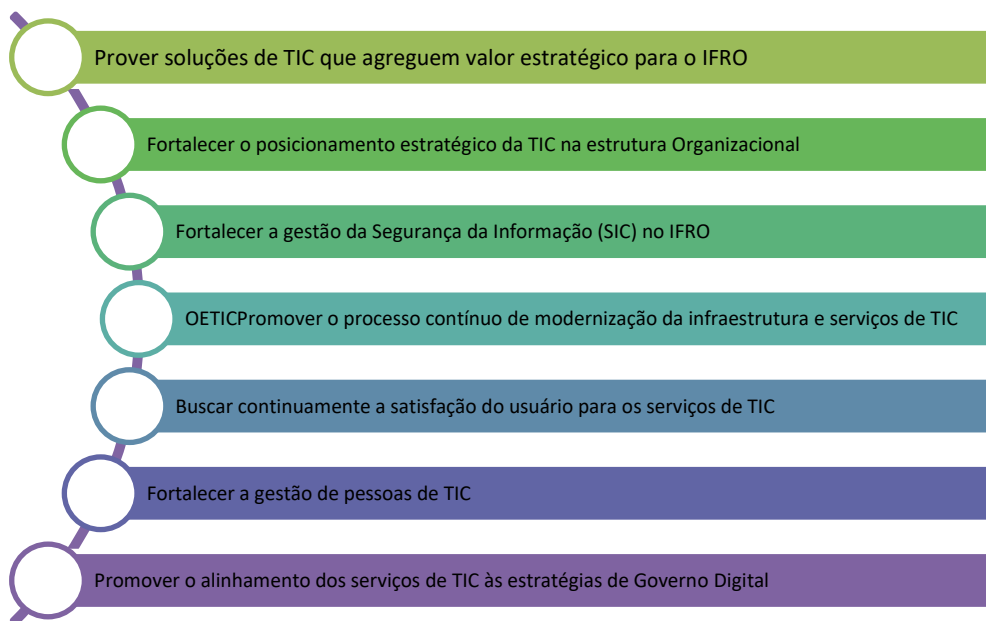 Prover soluções de TIC que agreguem valor estratégico para o IFRO
Fortalecer o posicionamento estratégico da TIC na estrutura Organizacional
Fortalecer a gestão da Segurança da Informação (SIC) no IFRO
OETICPromover o processo contínuo de modernização da infraestrutura e serviços de TIC
Buscar continuamente a satisfação do usuário para os serviços de TIC
Fortalecer a gestão de pessoas de TIC
Promover o alinhamento dos serviços de TIC às estratégias de Governo Digital